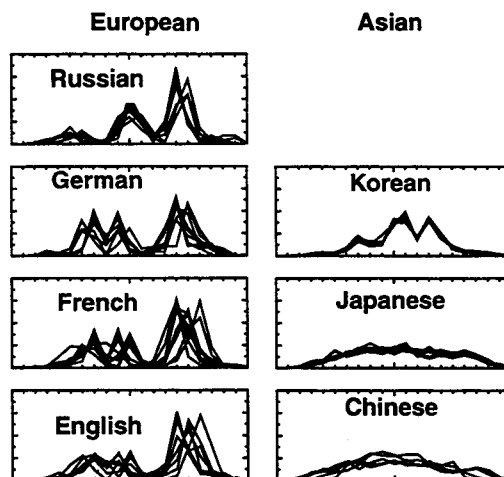 European
Asian
Russian
German
Korean
French
Japanese
English
Chinese